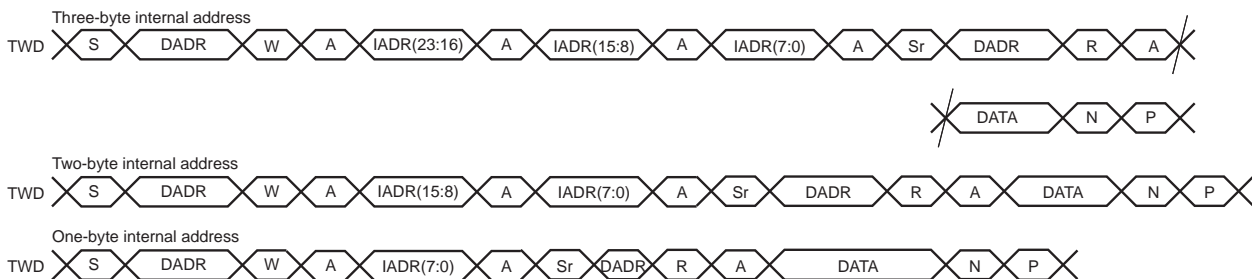 Three-byte internal address
TWD S DADR W A IADR(23:16) A IADR(15:8) A IADR(7:0) A Sr DADR R A
DATA N P
Two-byte internal address
TWD S DADR W A IADR(15:8) A IADR(7:0) A Sr DADR R A DATA N P
One-byte internal address
TWD S DADR W A IADR(7:0) A Sr DADR R A DATA N P